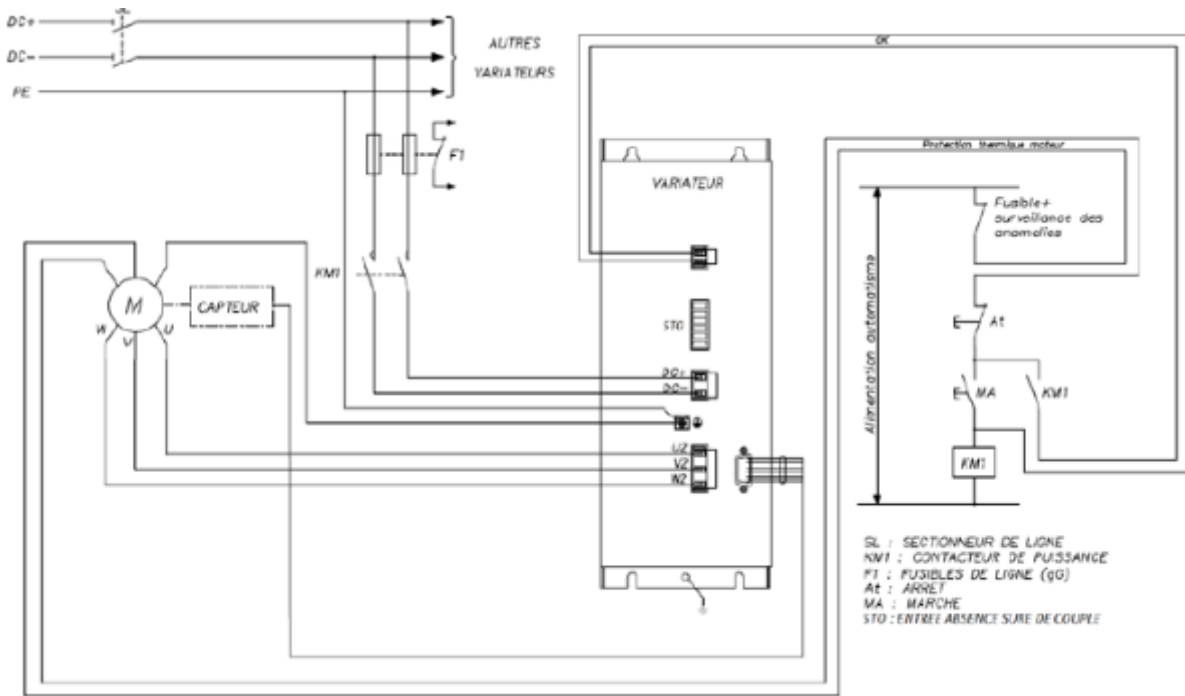 DC+
DC-
PE
AUTRES
VARIATEURS
OK
F1
Protection thermique moteur
VARIATEUR
Fusible+
surveillance des
anomalies
KM1
M
CAPTEUR
W
V
U
STO
At
Alimentation automatisme
DC+
DC-
MA
KM1
U2
V2
W2
KM1
SL : SECTIONNEUR DE LIGNE
KM1 : CONTACTEUR DE PUISSANCE
F1 : FUSIBLES DE LIGNE (gG)
At : ARRET
MA : MARCHE
STO : ENTREE ABSENCE SURE DE COUPLE